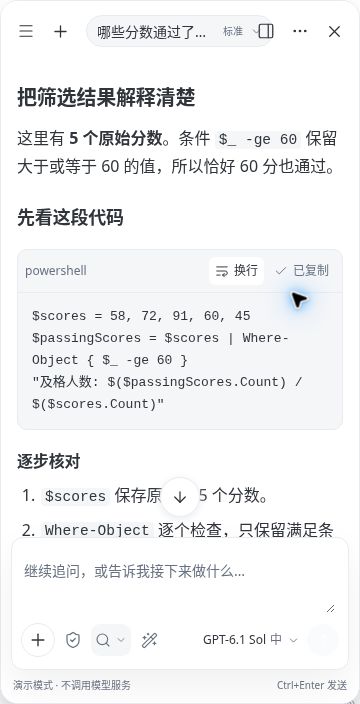 哪些分数通过了... 标准
把筛选结果解释清楚
这里有 5 个原始分数。条件 $_ -ge 60 保留
大于或等于 60 的值，所以恰好 60 分也通过。
先看这段代码
powershell 换行 已复制
$scores = 58, 72, 91, 60, 45
$passingScores = $scores | Where-
Object { $_ -ge 60 }
"及格人数: $($passingScores.Count) /
$($scores.Count)"
逐步核对
1. $scores 保存原 5 个分数。
2. Where-Object 逐个检查，只保留满足条
继续追问，或告诉我接下来做什么...
GPT-6.1 Sol 中
演示模式 · 不调用模型服务 Ctrl+Enter 发送